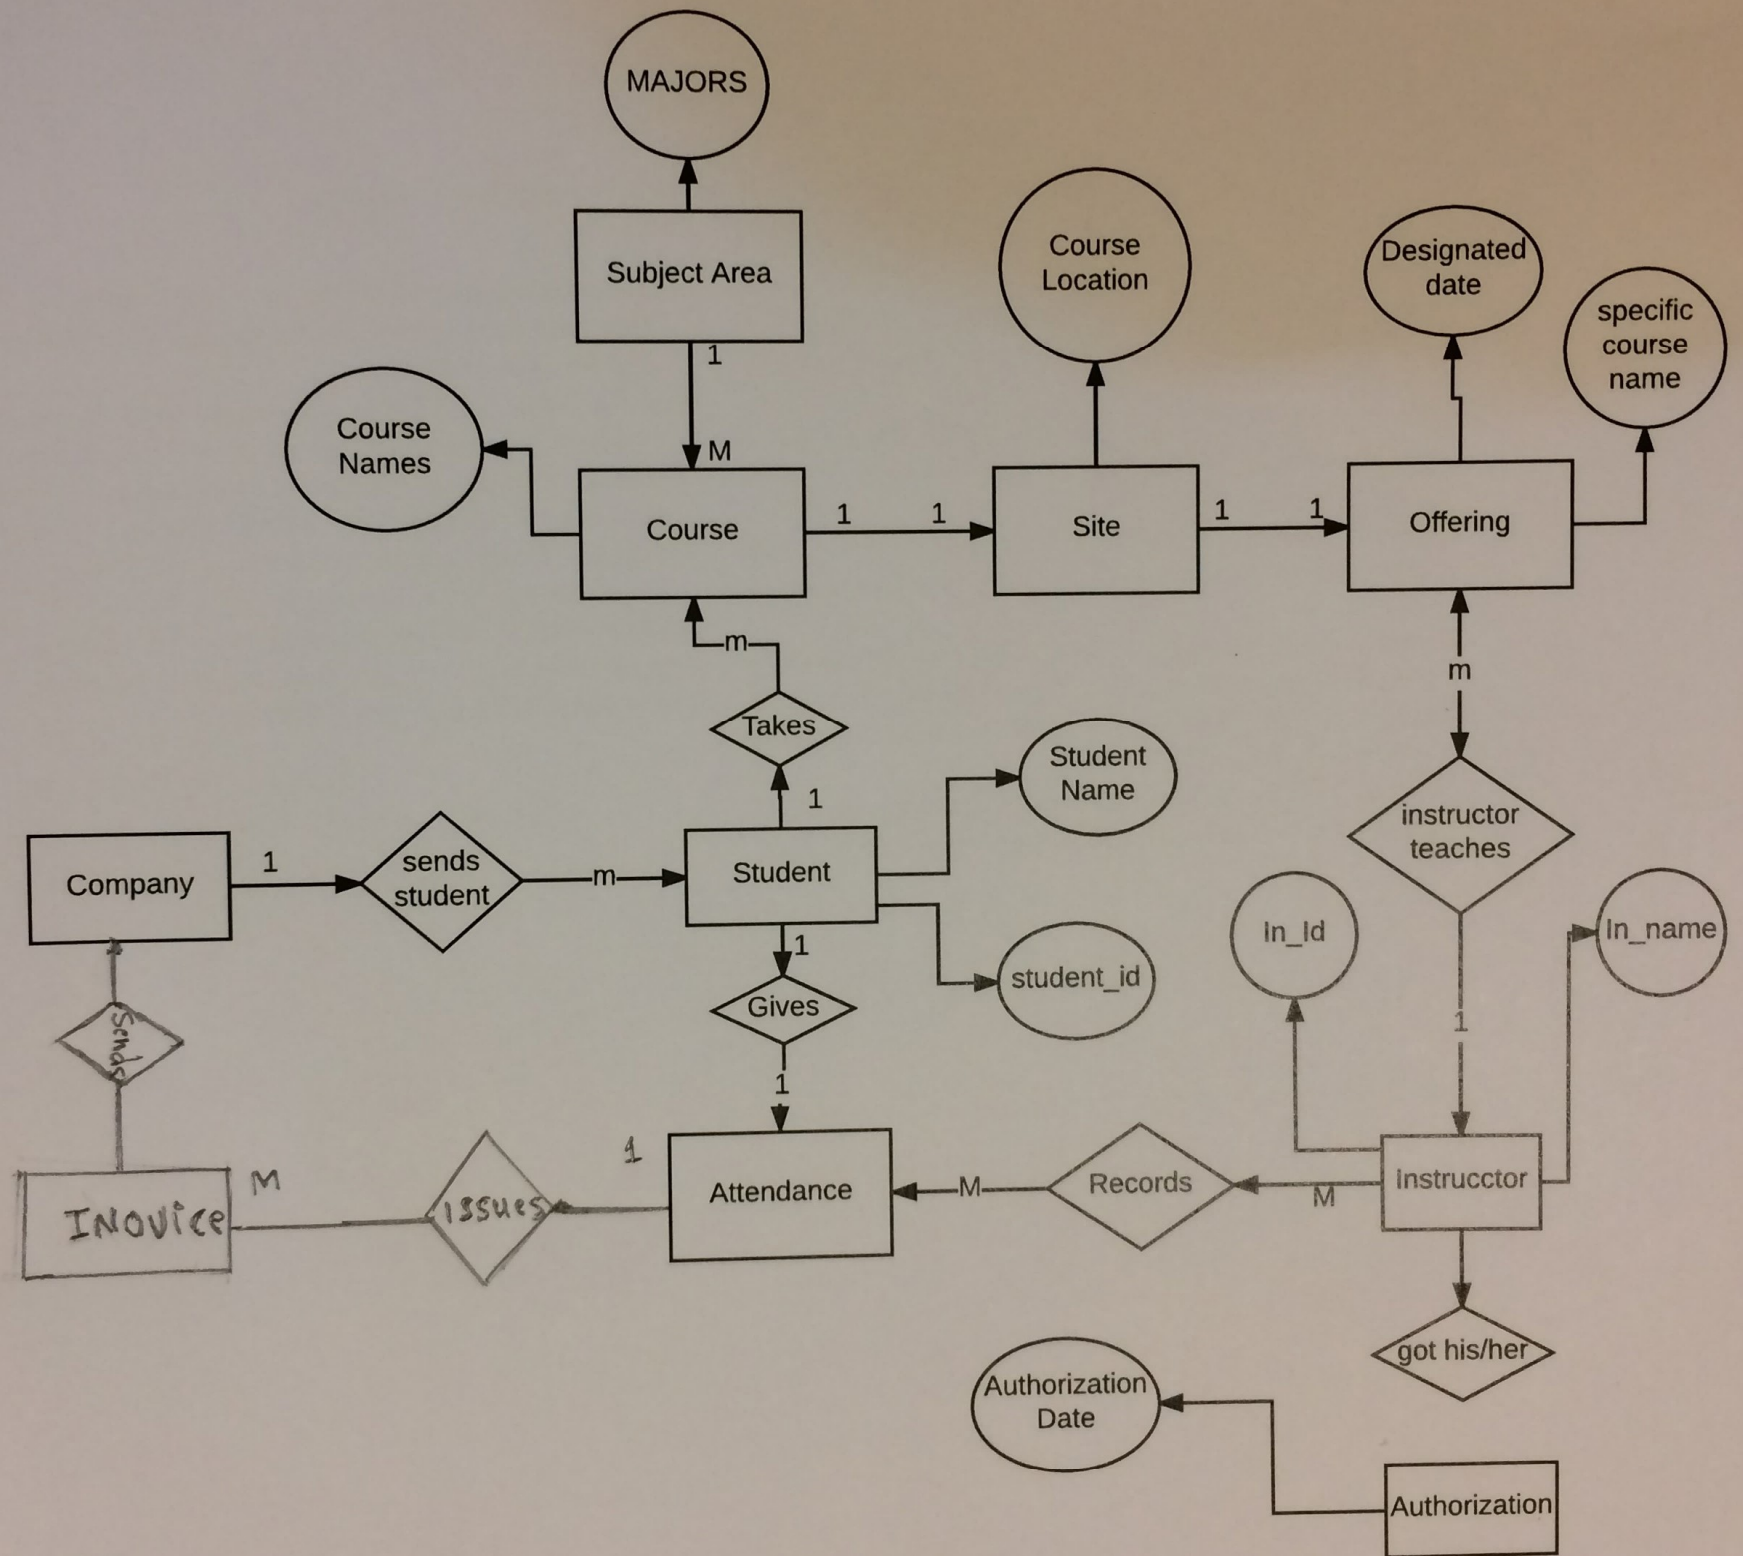 MAJORS
Subject Area
Course
Location
Designated
date
specific
course
name
1
Course
Names
M
Course
1
1
Site
1
1
Offering
m
m
Takes
1
Student
Name
instructor
teaches
Company
1
sends
student
m
Student
In_Id
In_name
student_id
1
Gives
Sends
1
1
1
M
INOVICE
ISSUES
Attendance
M
Records
M
Instrucctor
got his/her
Authorization
Date
Authorization